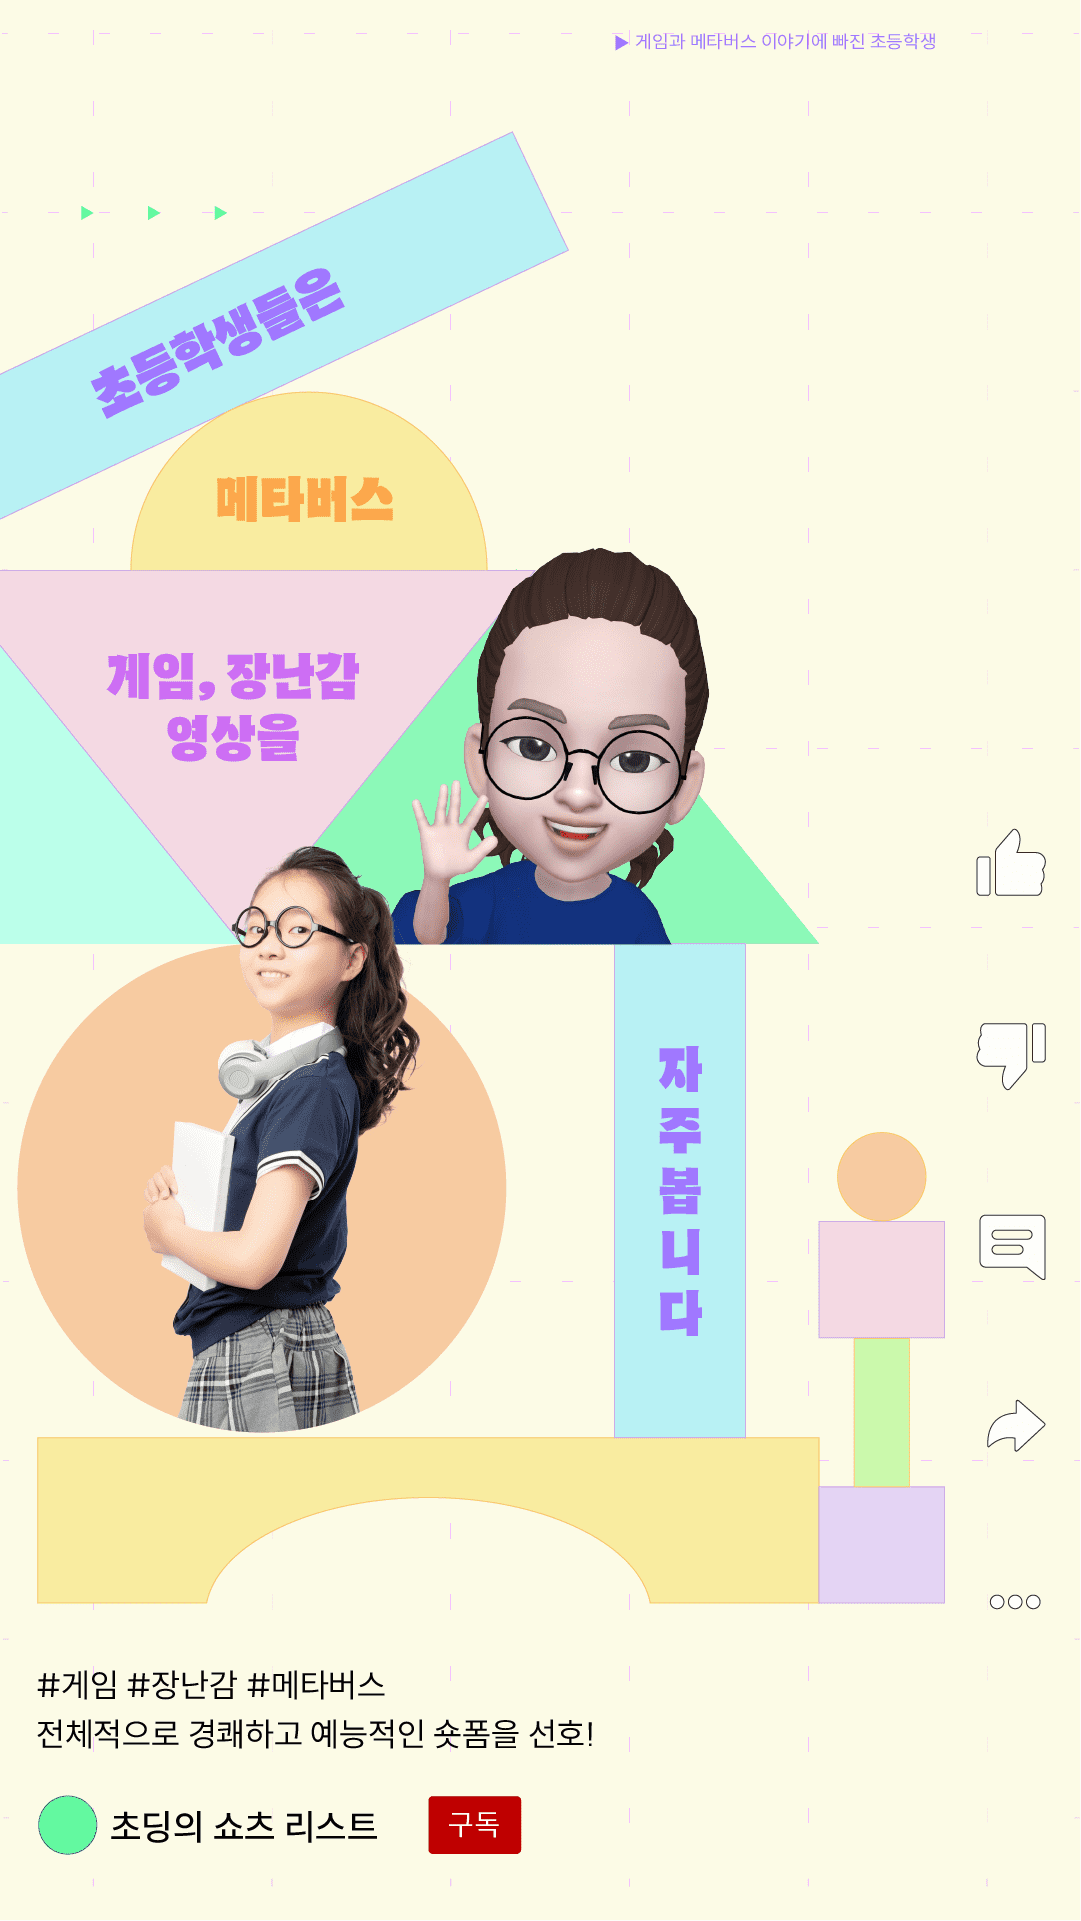 ▶ 게임과 메타버스 이야기에 빠진 초등학생
초등학생들은
메타버스
게임, 장난감
영상을
자주봅니다
#게임 #장난감 #메타버스
전체적으로 경쾌하고 예능적인 숏폼을 선호!
초딩의 쇼츠 리스트
구독